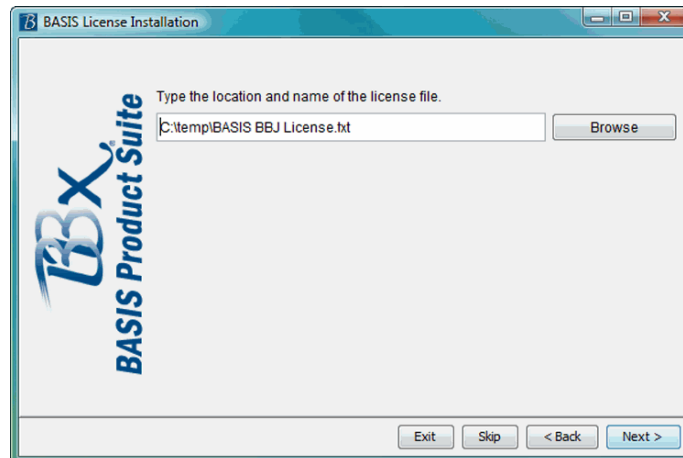 BASIS License Installation
Type the location and name of the license file.
C:\temp\BASIS BBJ License.txt
Browse
BBx
BASIS Product Suite
Exit
Skip
< Back
Next >